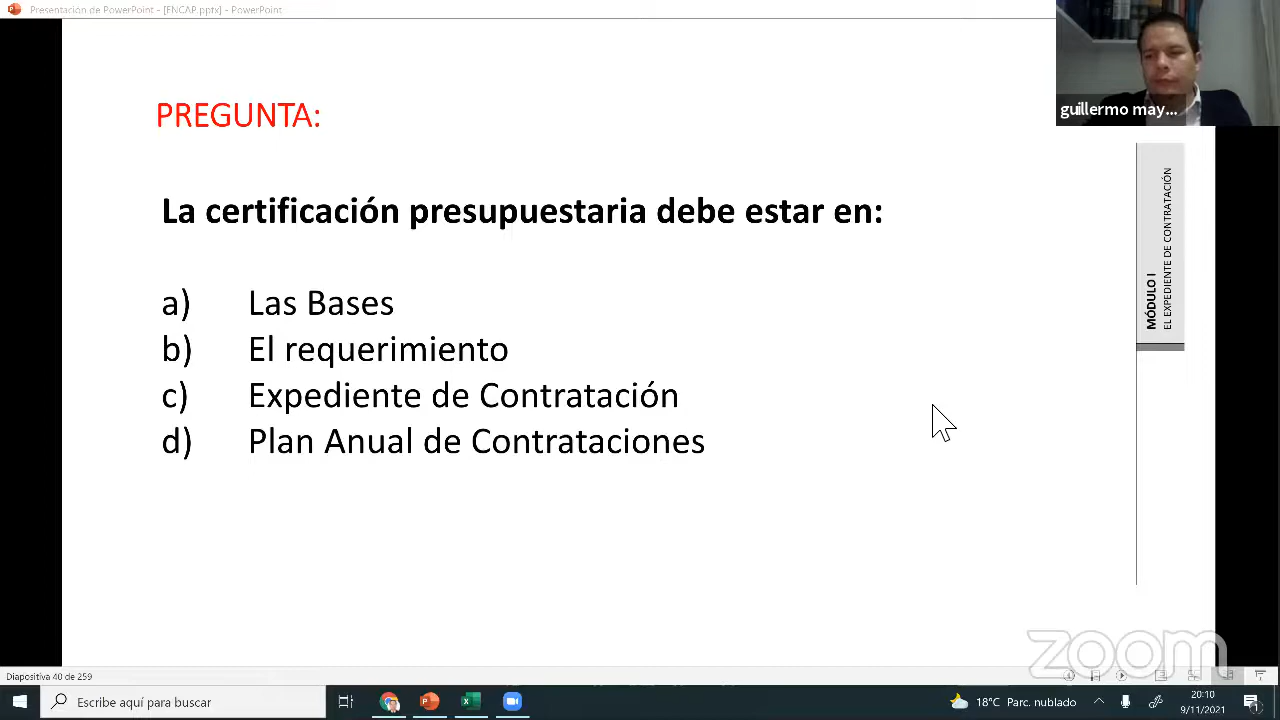 Presentación de PowerPoint - [ENCAP.pptx] - PowerPoint
guillermo may...
PREGUNTA:
La certificación presupuestaria debe estar en:
a) Las Bases
b) El requerimiento
c) Expediente de Contratación
d) Plan Anual de Contrataciones
MÓDULO I
EL EXPEDIENTE DE CONTRATACIÓN
zoom
Diapositiva 40 de 259
Escribe aquí para buscar
18°C Parc. nublado
20:10
9/11/2021